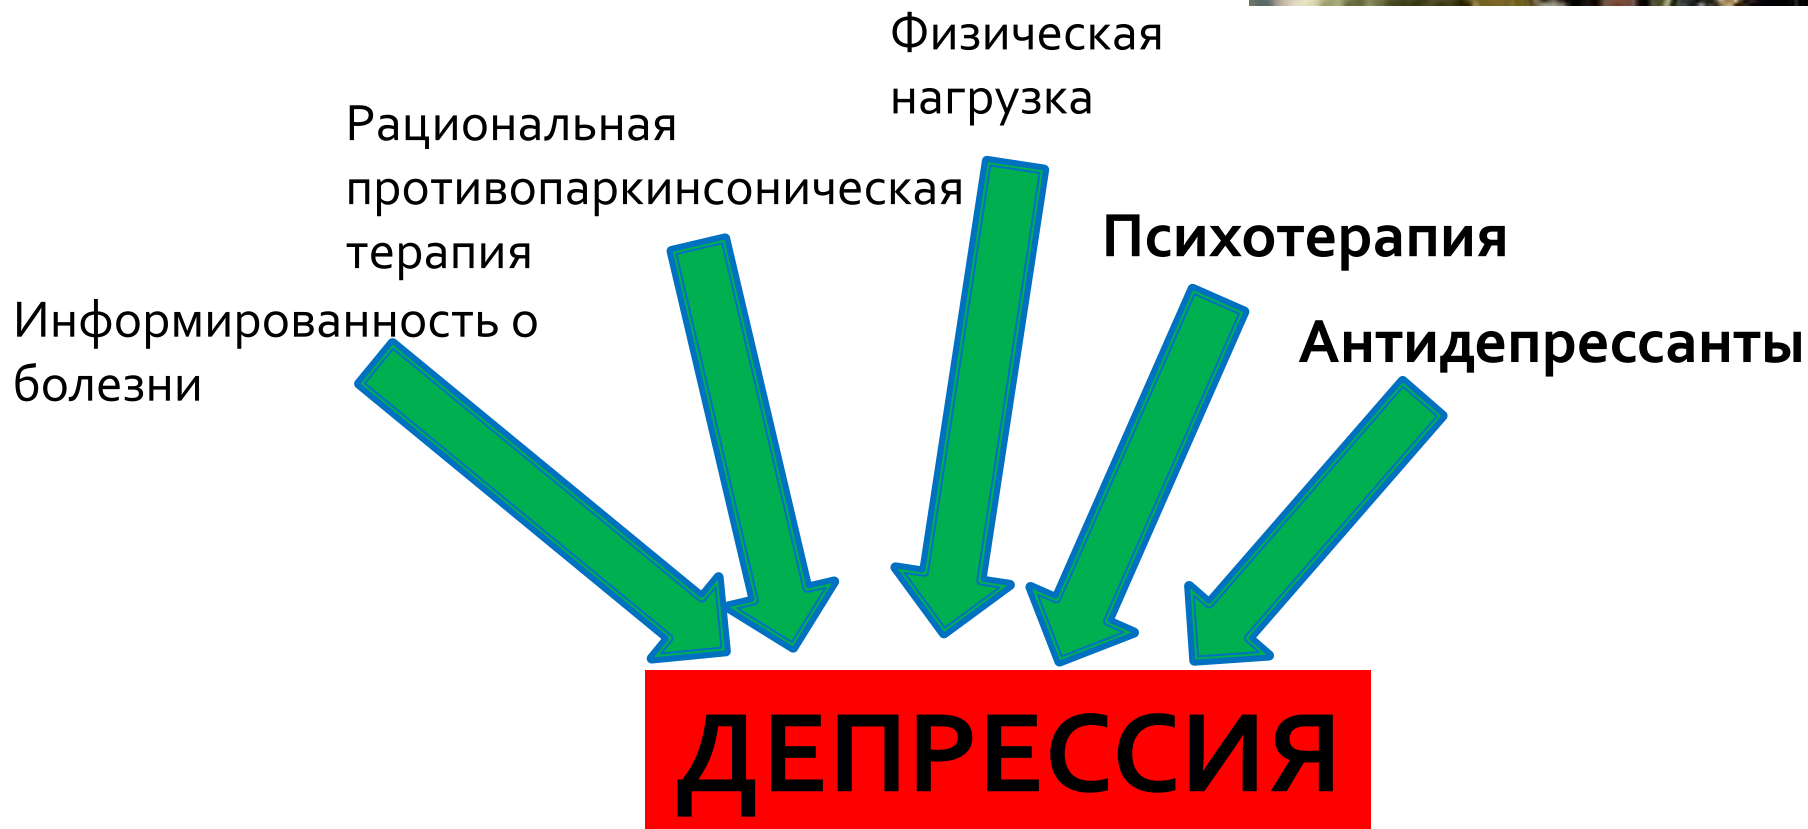 Физическая
нагрузка
Рациональная
противопаркинсоническая
терапия
Психотерапия
Информированность о
болезни
Антидепрессанты
ДЕПРЕССИЯ